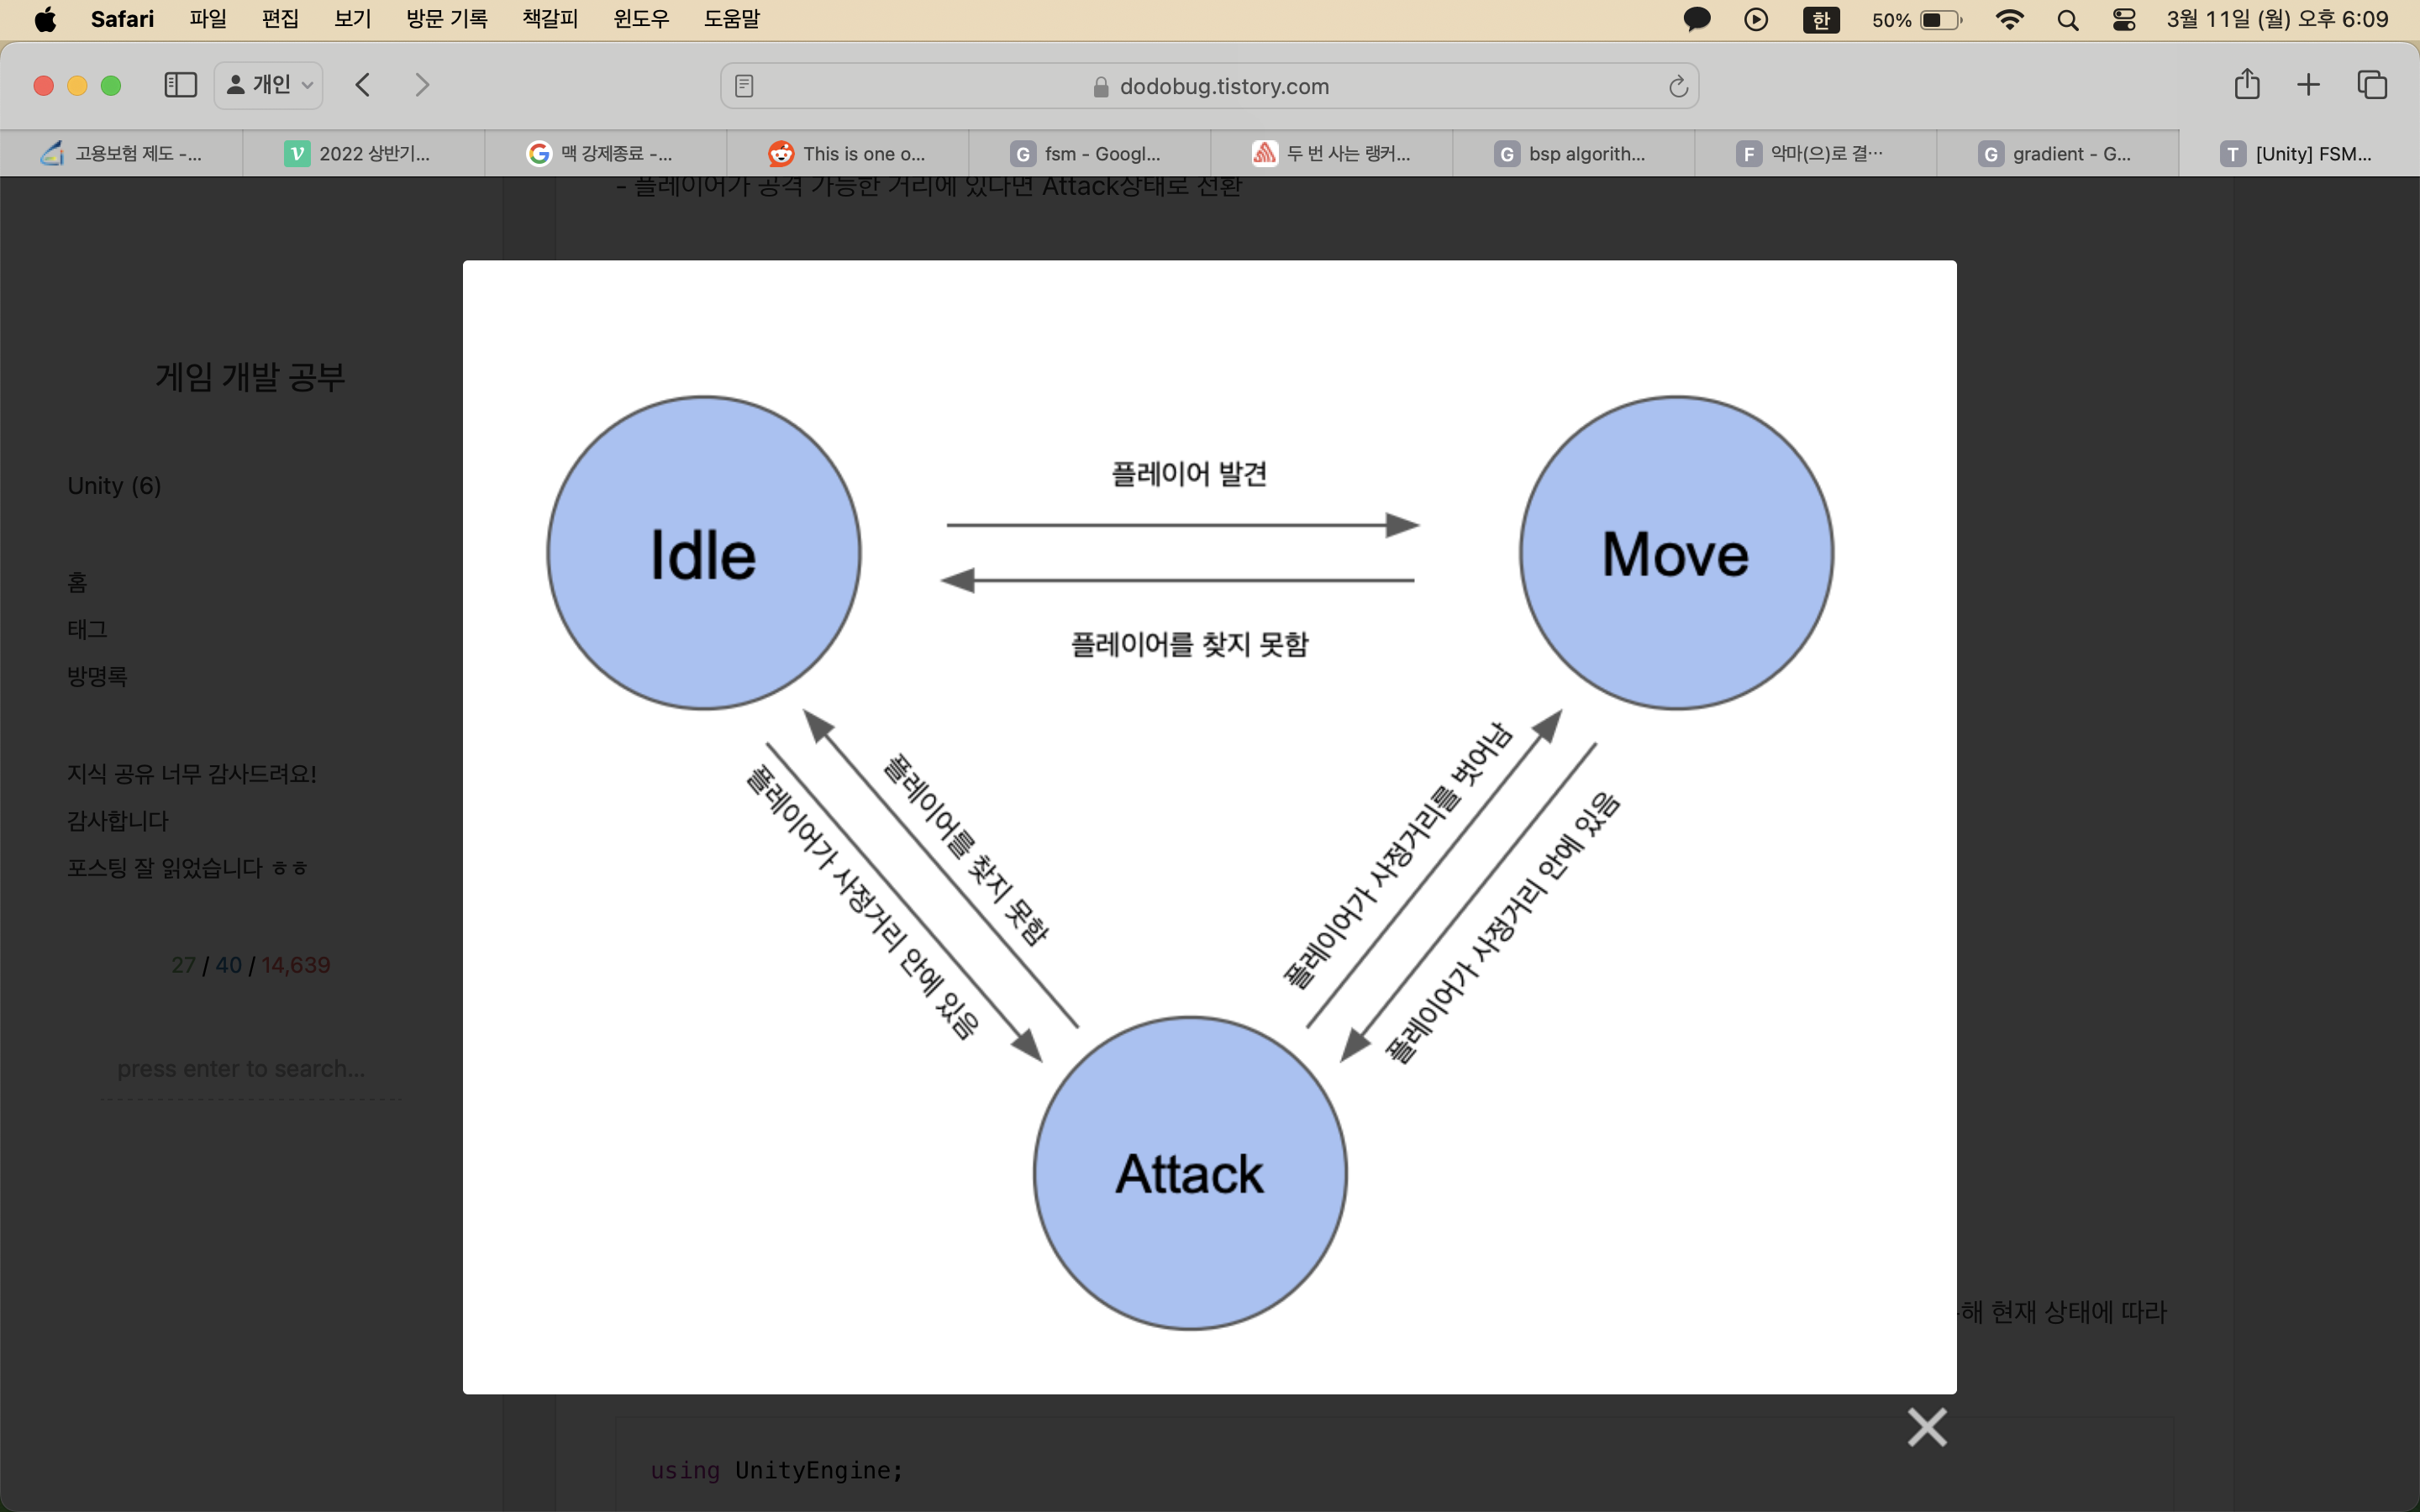 Safari 파일 편집 보기 방문 기록 책갈피 윈도우 도움말 한 50% 3월 11일 (월) 오후 6:09
개인 dodobug.tistory.com
고용보험 제도 -... 2022 상반기... 맥 강제종료 -... This is one o... G fsm - Googl... 두 번 사는 랭커... G bsp algorith... F 악마(으)로 결… G gradient - G... T [Unity] FSM...
- 플레이어가 공격 가능한 거리에 있다면 Attack상태로 전환
게임 개발 공부
Unity (6)
홈
태그
방명록
지식 공유 너무 감사드려요!
감사합니다
포스팅 잘 읽었습니다 ㅎㅎ
27 / 40 / 14,639
press enter to search...
플레이어 발견
Idle
Move
플레이어를 찾지 못함
플레이어를 찾지 못함
플레이어가 사정거리 안에 있음
플레이어가 사정거리를 벗어남
플레이어가 사정거리 안에 있음
Attack
해 현재 상태에 따라
using UnityEngine;